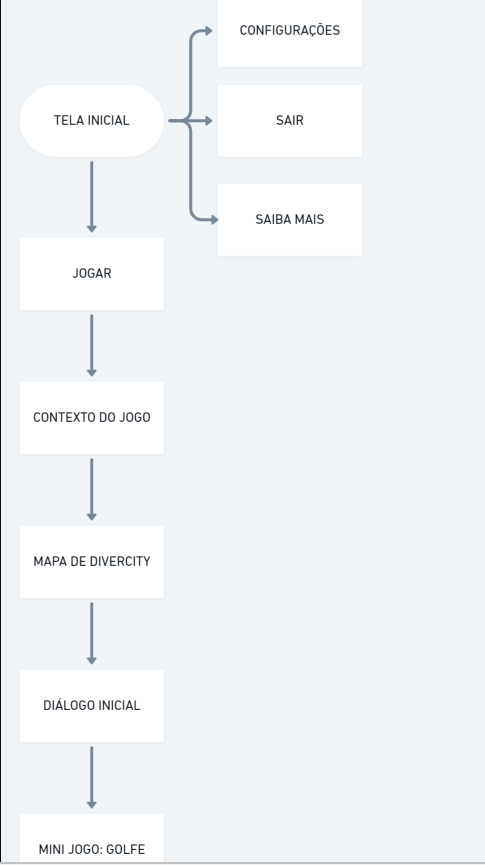 CONFIGURAÇÕES
TELA INICIAL
SAIR
SAIBA MAIS
JOGAR
CONTEXTO DO JOGO
MAPA DE DIVERCITY
DIÁLOGO INICIAL
MINI JOGO: GOLFE